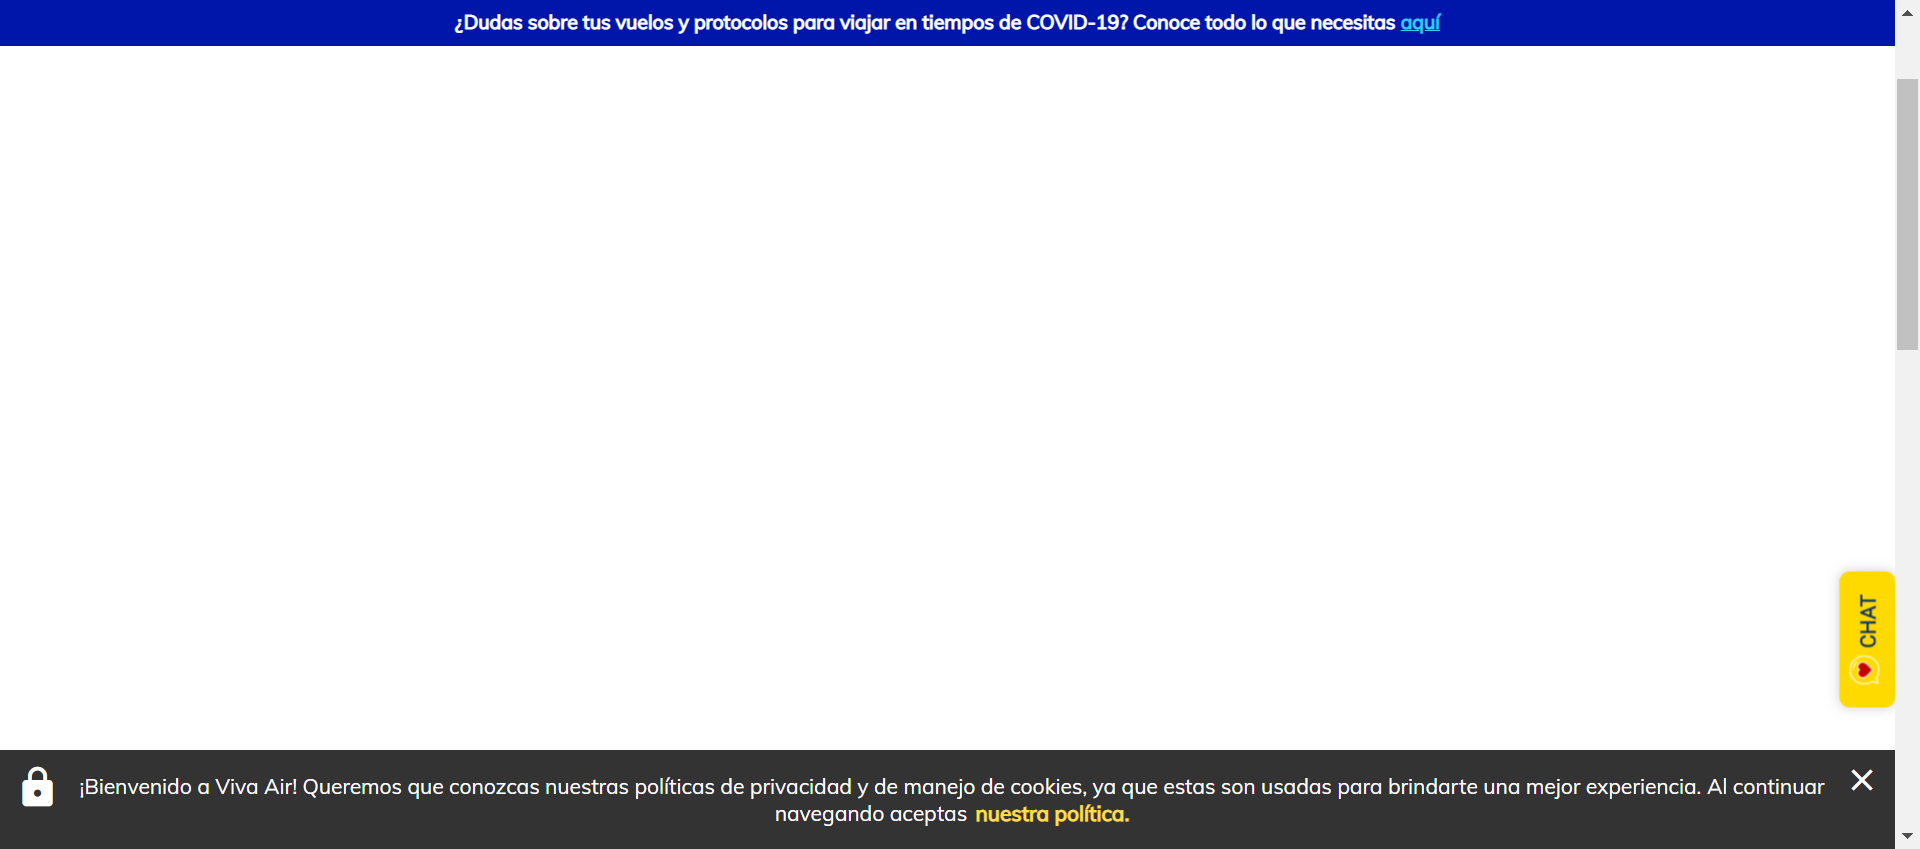 ¿Dudas sobre tus vuelos y protocolos para viajar en tiempos de COVID-19? Conoce todo lo que necesitas aquí
CHAT
¡Bienvenido a Viva Air! Queremos que conozcas nuestras políticas de privacidad y de manejo de cookies, ya que estas son usadas para brindarte una mejor experiencia. Al continuar
navegando aceptas nuestra política.